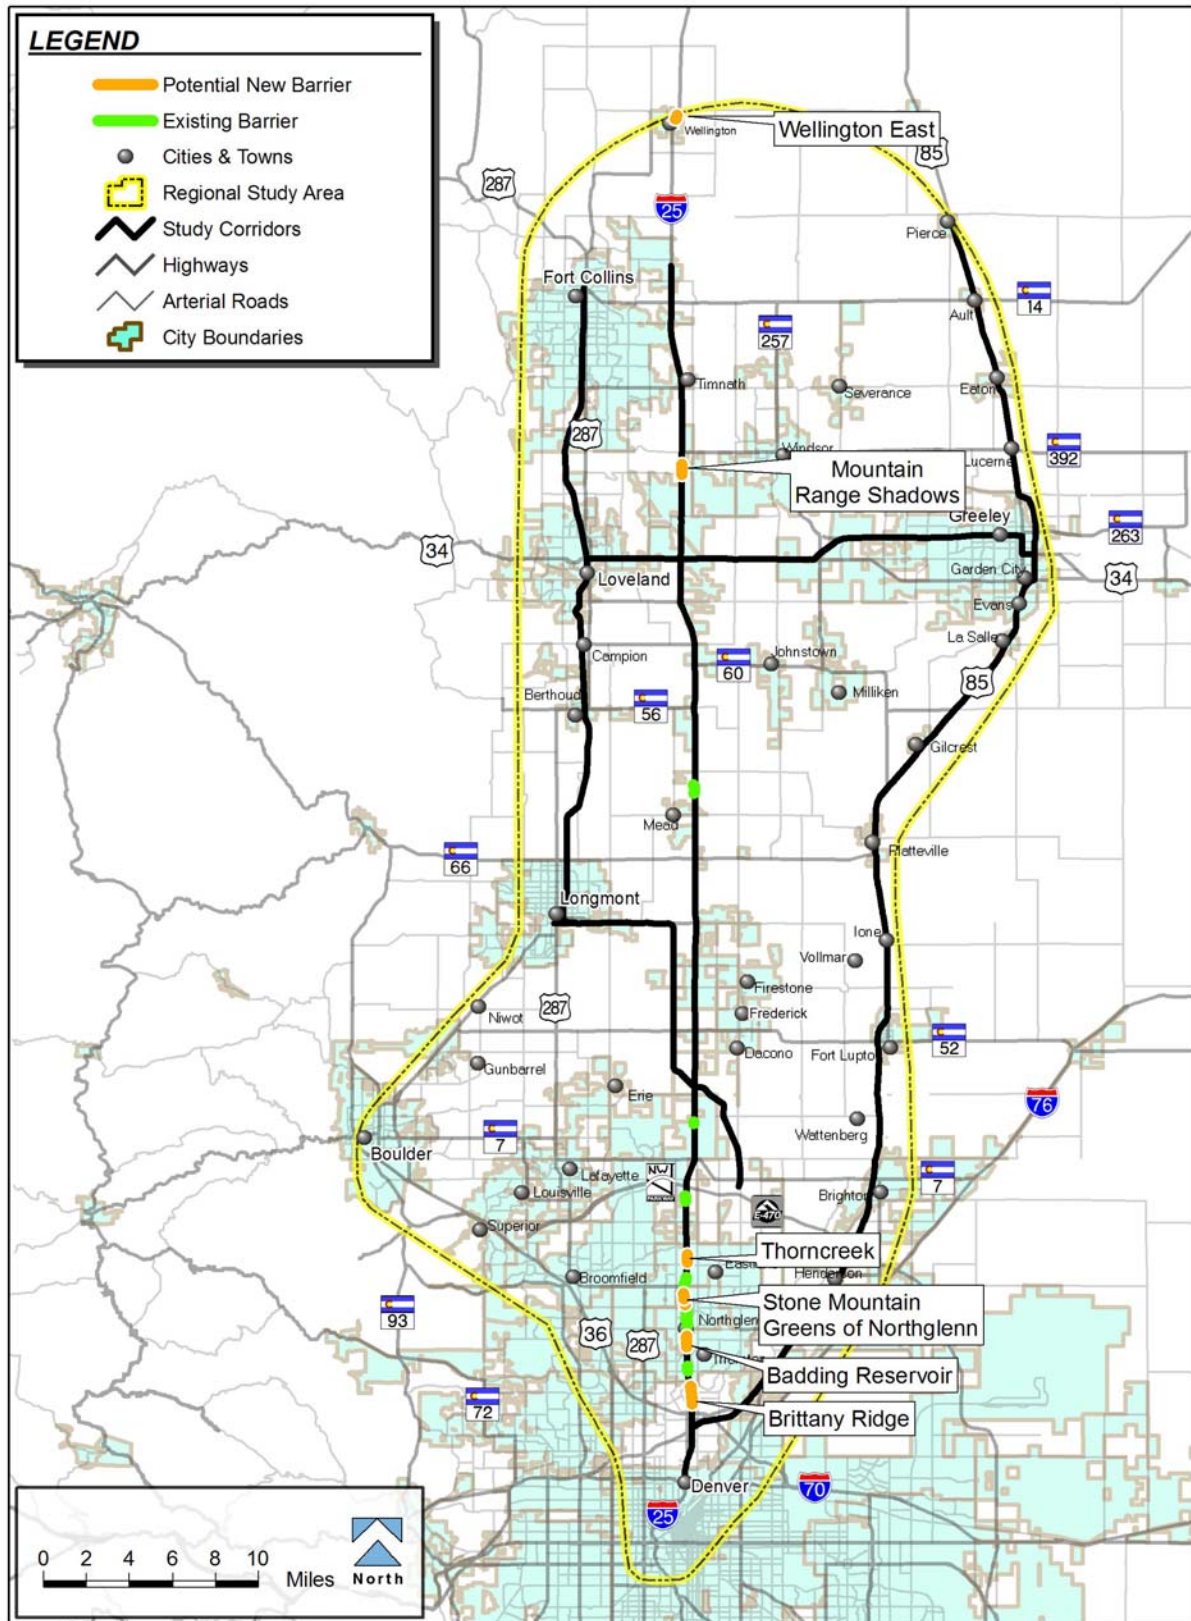 LEGEND
Potential New Barrier
Existing Barrier
Cities & Towns
Regional Study Area
Study Corridors
Highways
Arterial Roads
City Boundaries
Wellington
Wellington East
85
287
25
Pierce
Fort Collins
14
Ault
257
Timnath
Severance
Eaton
287
Windsor
Lucerne
392
Mountain
Range Shadows
Greeley
263
34
Loveland
Garden City
34
Evans
La Salle
Campion
60
Johnstown
85
Berthoud
56
Milliken
Gilcrest
Mead
66
Platteville
Longmont
Ione
Vollmar
Firestone
287
Niwot
Frederick
52
Dacono
Fort Lupto
Gunbarrel
Erie
76
7
Wattenberg
Boulder
Lafayette
NW
PARKWAY
7
Louisville
Brighton
E-470
Superior
Thorncreek
Broomfield
Henderson
93
Stone Mountain
Greens of Northglenn
Northglen
36
287
Badding Reservoir
72
Brittany Ridge
Denver
70
25
0 2 4 6 8 10
Miles
North